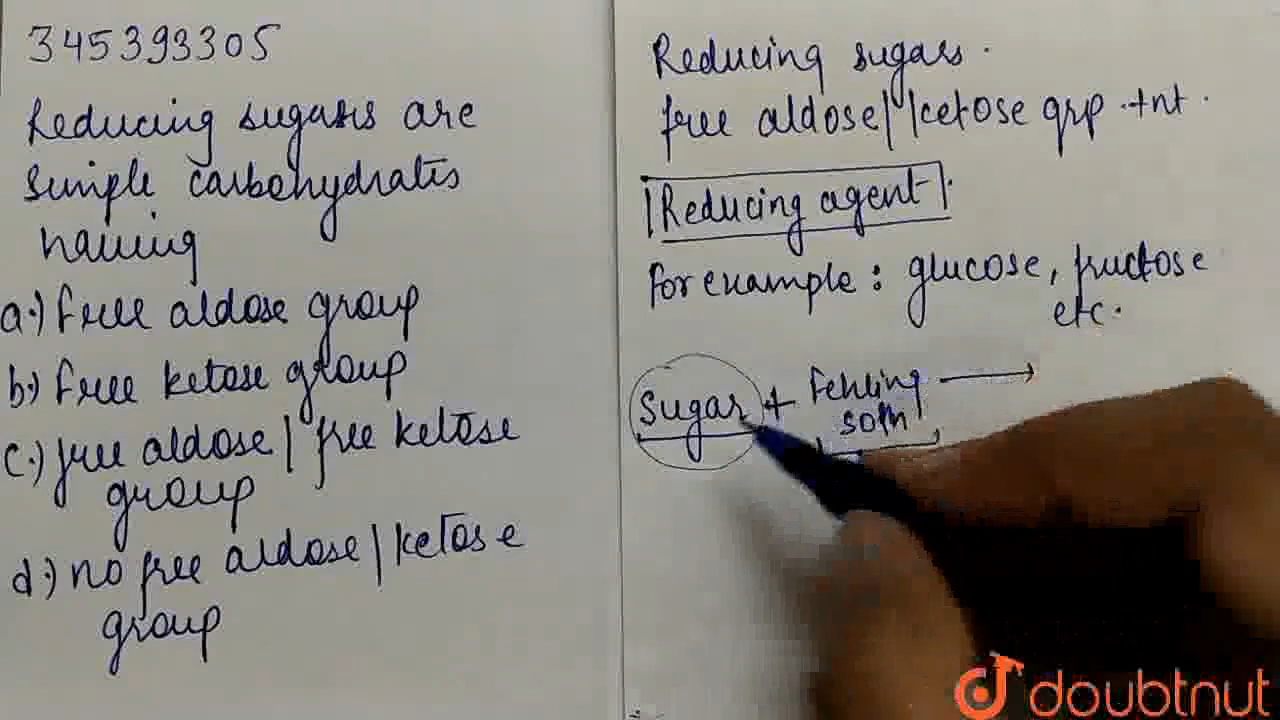 345393305
Reducing sugars are
simple carbohydrates
having
a.) free aldose group
b.) free ketose group
c.) free aldose / free ketose
group
d.) no free aldose / ketose
group
Reducing sugars.
free aldose / ketose grp +nt.
Reducing agent.
for example: glucose, fructose
etc.
Sugar + Fehling
soln
doubtnut